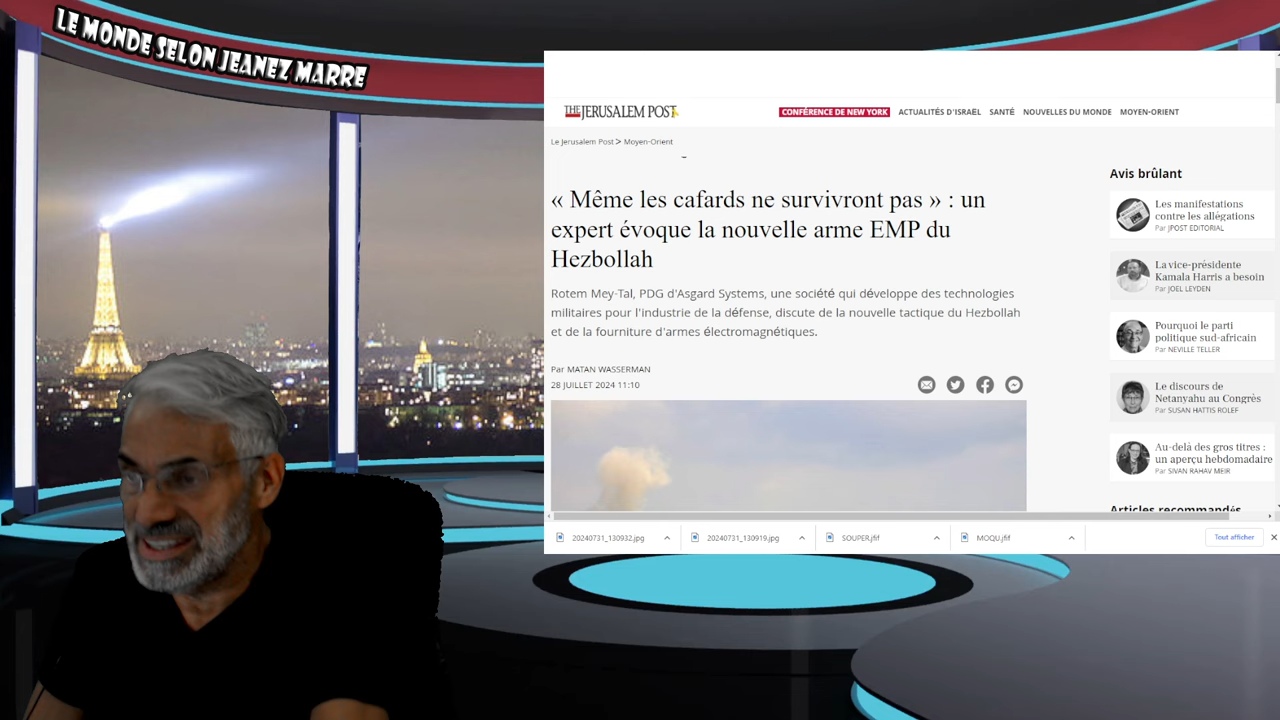 LE MONDE SELON JEANEZ MARRE
THE JERUSALEM POST
CONFÉRENCE DE NEW YORK
ACTUALITÉS D'ISRAËL
SANTÉ
NOUVELLES DU MONDE
MOYEN-ORIENT
Le Jerusalem Post > Moyen-Orient
« Même les cafards ne survivront pas » : un
expert évoque la nouvelle arme EMP du
Hezbollah
Rotem Mey-Tal, PDG d'Asgard Systems, une société qui développe des technologies
militaires pour l'industrie de la défense, discute de la nouvelle tactique du Hezbollah
et de la fourniture d'armes électromagnétiques.
Par MATAN WASSERMAN
28 JUILLET 2024 11:10
Avis brûlant
Les manifestations
contre les allégations
Par JPOST EDITORIAL
La vice-présidente
Kamala Harris a besoin
Par JOEL LEYDEN
Pourquoi le parti
politique sud-africain
Par NEVILLE TELLER
Le discours de
Netanyahu au Congrès
Par SUSAN HATTIS ROLEF
Au-delà des gros titres :
un aperçu hebdomadaire
Par SIVAN RAHAV MEIR
Articles recommandés
20240731_130932.jpg
20240731_130919.jpg
SOUPER.jfif
MOQU.jfif
Tout afficher